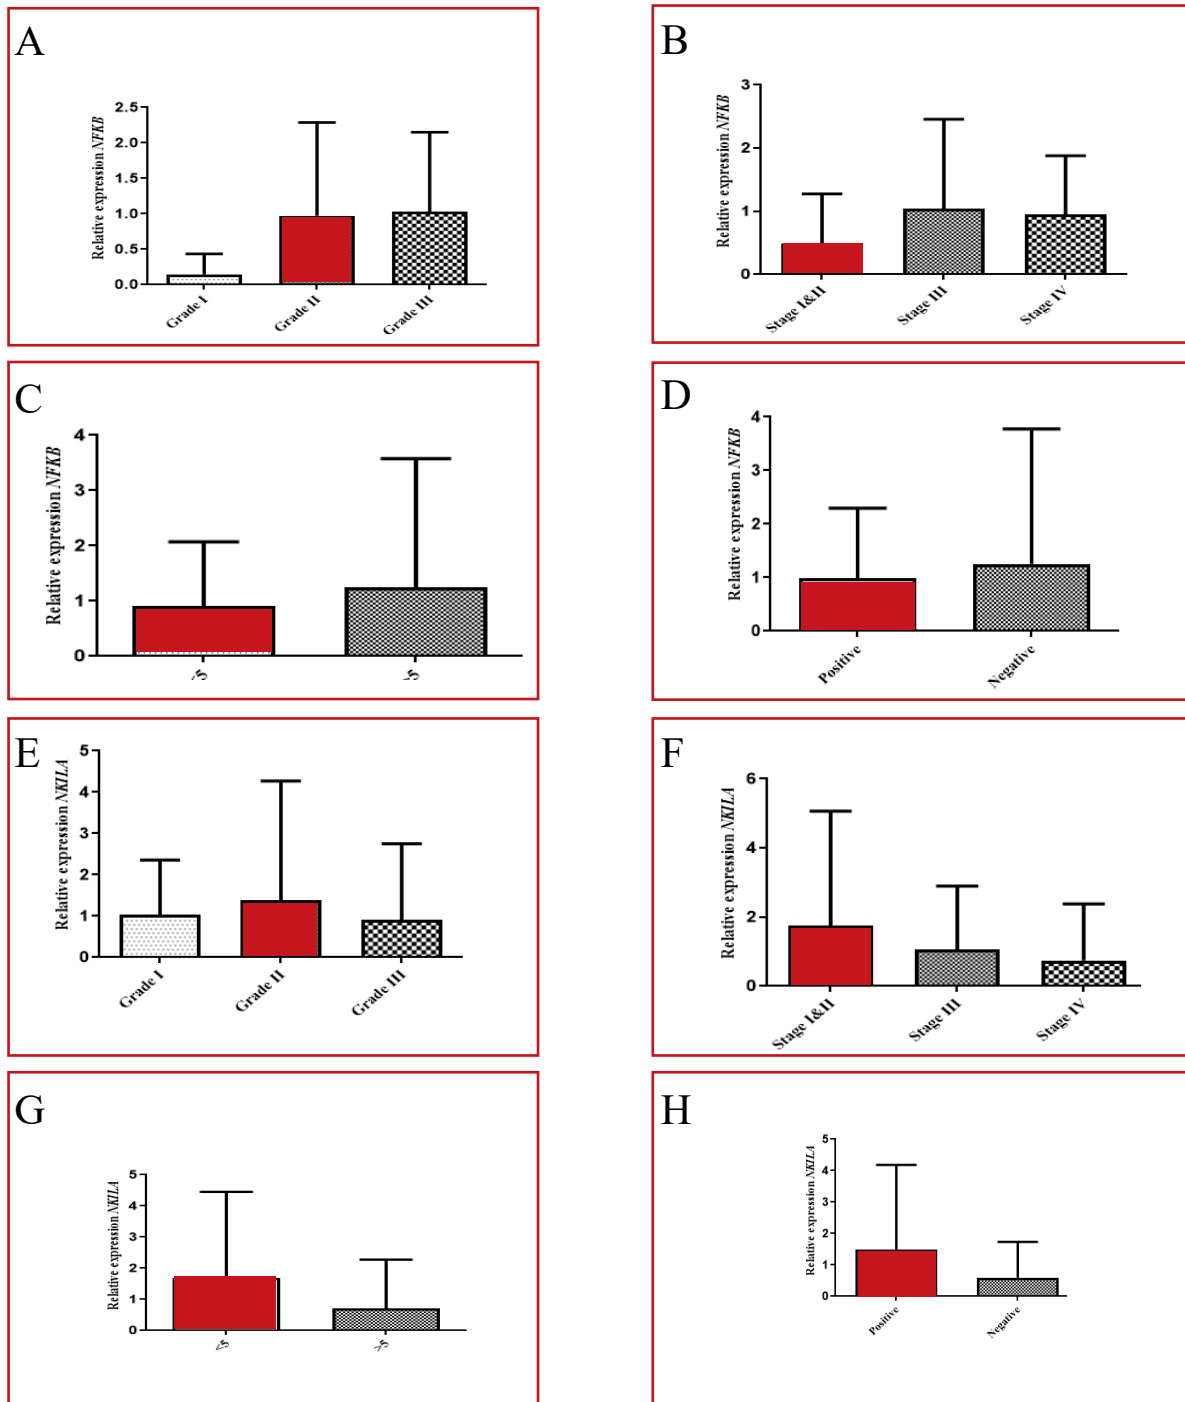 A
Relative expression NFKB
2.5
2.0
1.5
1.0
0.5
0.0
Grade I
Grade II
Grade III
B
Relative expression NFKB
3
2
1
0
Stage I&II
Stage III
Stage IV
C
Relative expression NFKB
4
3
2
1
0
D
Relative expression NFKB
4
3
2
1
0
Positive
Negative
E
Relative expression NKILA
5
4
3
2
1
0
Grade I
Grade II
Grade III
F
Relative expression NKILA
6
4
2
0
Stage I&II
Stage III
Stage IV
G
Relative expression NKILA
5
4
3
2
1
0
<5
>5
H
Relative expression NKILA
5
4
3
2
1
0
Positive
Negative